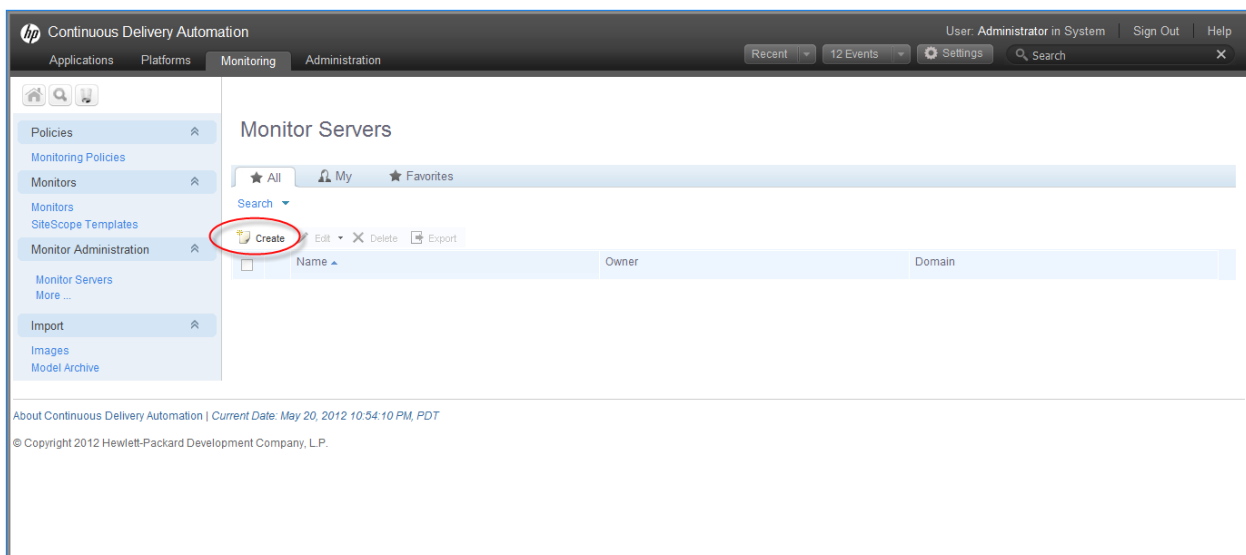 hp Continuous Delivery Automation
User: Administrator in System Sign Out Help
Applications Platforms Monitoring Administration
Recent 12 Events Settings Search
Policies
Monitoring Policies
Monitors
Monitors
SiteScope Templates
Monitor Administration
Monitor Servers
More ...
Import
Images
Model Archive
Monitor Servers
All My Favorites
Search
Create Edit Delete Export
Name Owner Domain
About Continuous Delivery Automation | Current Date: May 20, 2012 10:54:10 PM, PDT
© Copyright 2012 Hewlett-Packard Development Company, L.P.